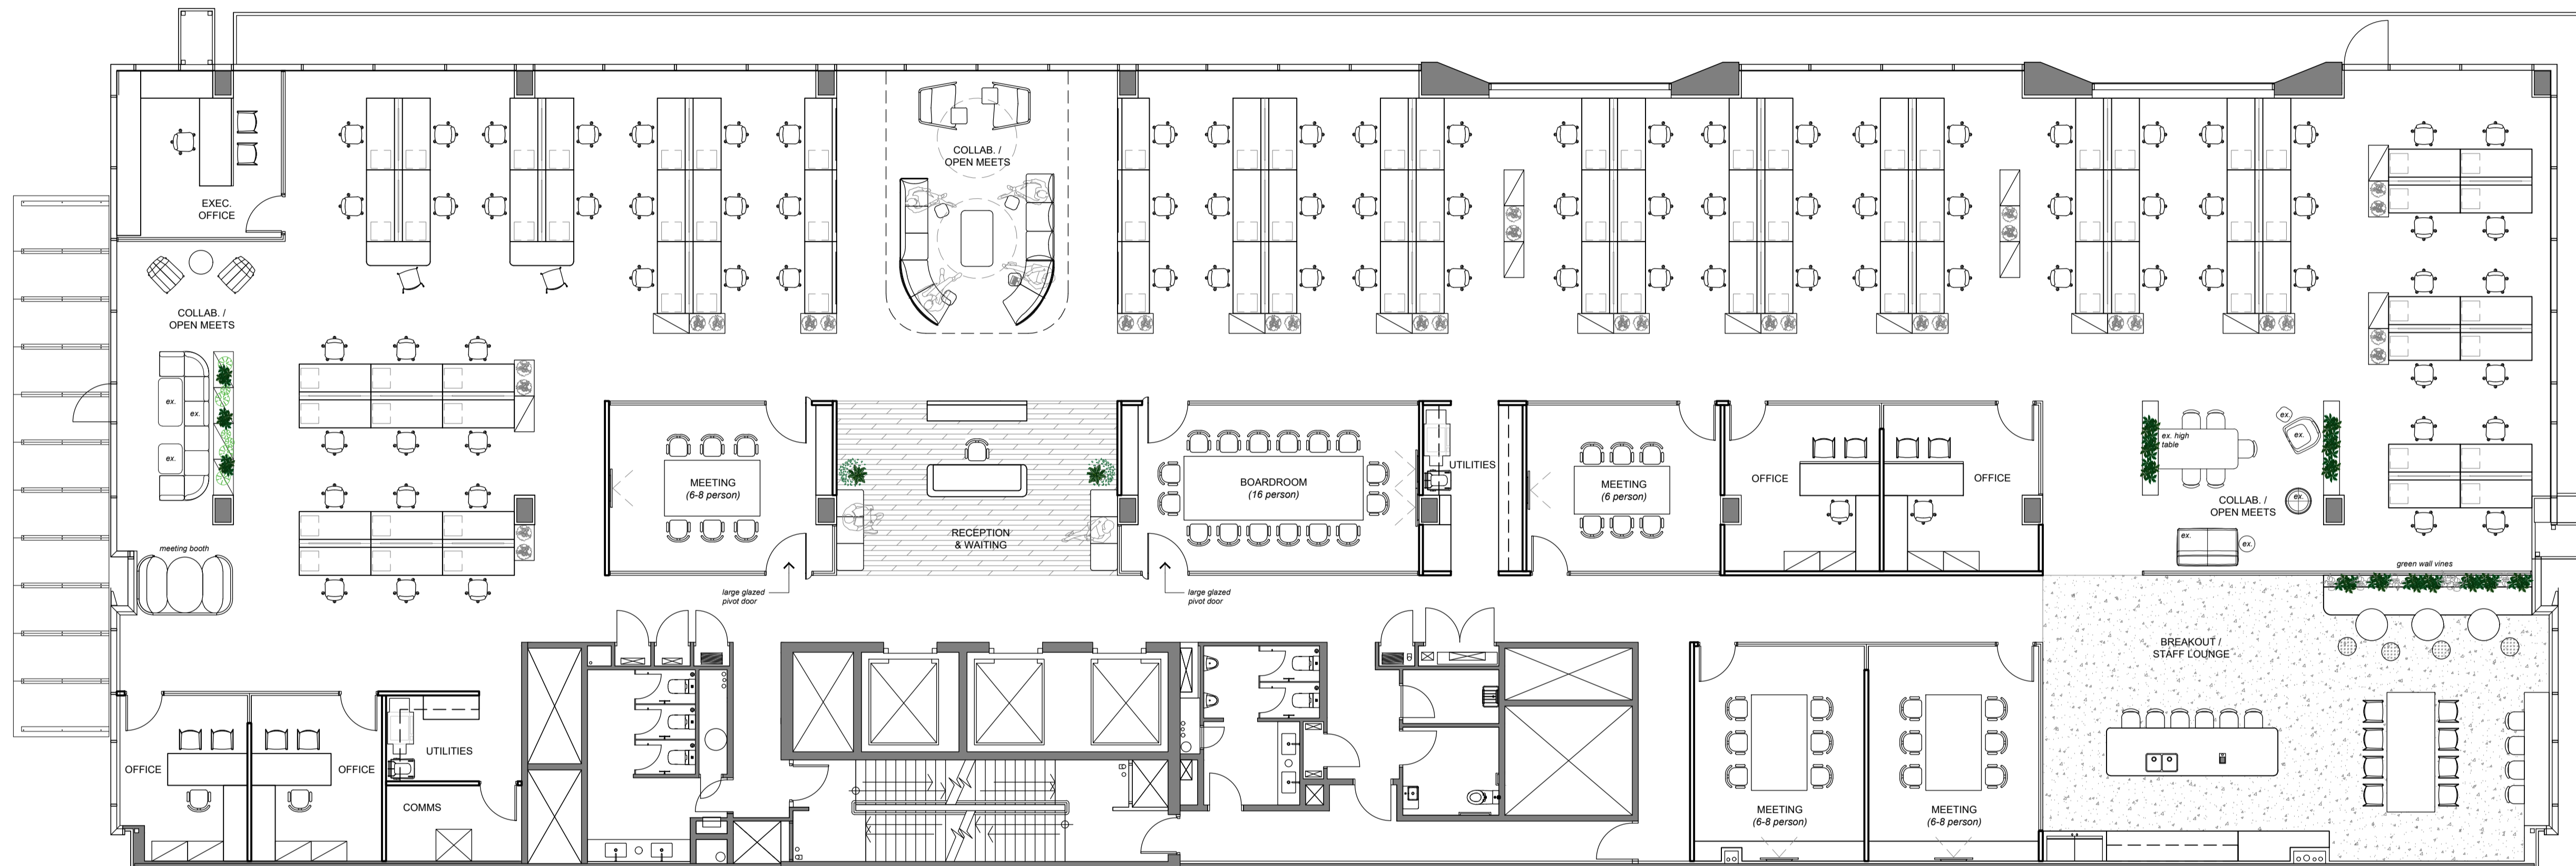 COLLAB. /
OPEN MEETS
EXEC.
OFFICE
COLLAB. /
OPEN MEETS
ex.
ex.
ex.
meeting booth
MEETING
(6-8 person)
RECEPTION
& WAITING
BOARDROOM
(16 person)
UTILITIES
MEETING
(6 person)
OFFICE
OFFICE
ex. high
table
ex.
ex.
ex.
COLLAB. /
OPEN MEETS
ex.
ex.
green wall vines
large glazed
pivot door
large glazed
pivot door
BREAKOUT /
STAFF LOUNGE
OFFICE
OFFICE
UTILITIES
COMMS
MEETING
(6-8 person)
MEETING
(6-8 person)